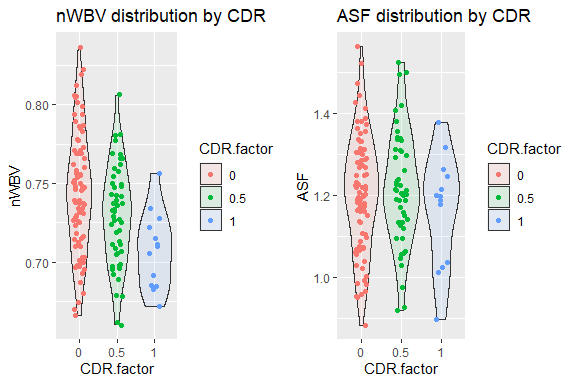 nWBV distribution by CDR
nWBV
0.80
0.75
0.70
0
0.5
1
CDR.factor
CDR.factor
0
0.5
1
ASF distribution by CDR
ASF
1.4
1.2
1.0
0
0.5
1
CDR.factor
CDR.factor
0
0.5
1